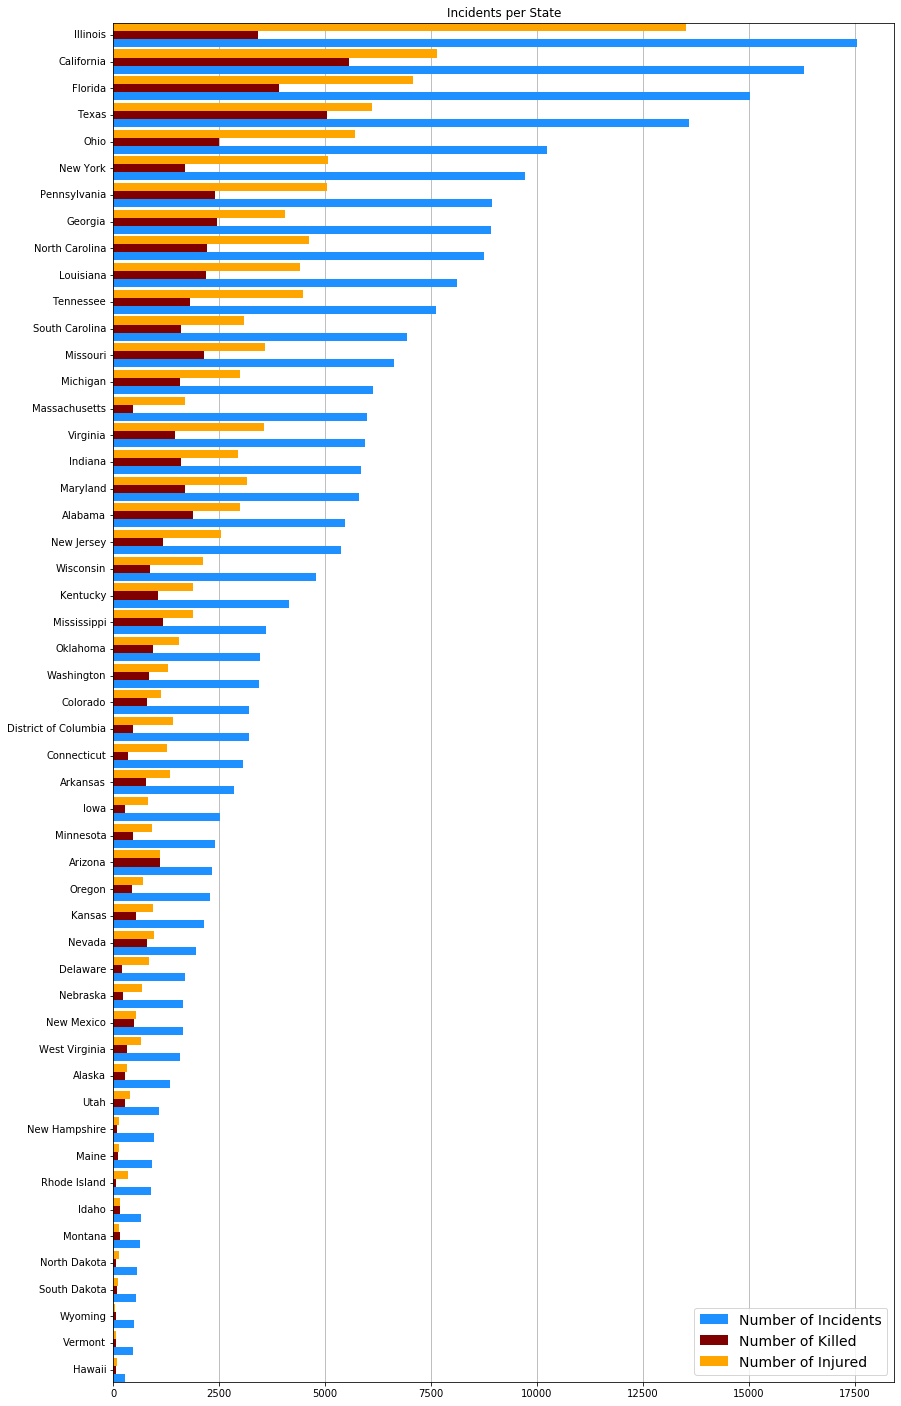 Incidents per State
Illinois
California
Florida
Texas
Ohio
New York
Pennsylvania
Georgia
North Carolina
Louisiana
Tennessee
South Carolina
Missouri
Michigan
Massachusetts
Virginia
Indiana
Maryland
Alabama
New Jersey
Wisconsin
Kentucky
Mississippi
Oklahoma
Washington
Colorado
District of Columbia
Connecticut
Arkansas
Iowa
Minnesota
Arizona
Oregon
Kansas
Nevada
Delaware
Nebraska
New Mexico
West Virginia
Alaska
Utah
New Hampshire
Maine
Rhode Island
Idaho
Montana
North Dakota
South Dakota
Wyoming
Vermont
Hawaii
Number of Incidents
Number of Killed
Number of Injured
0 2500 5000 7500 10000 12500 15000 17500